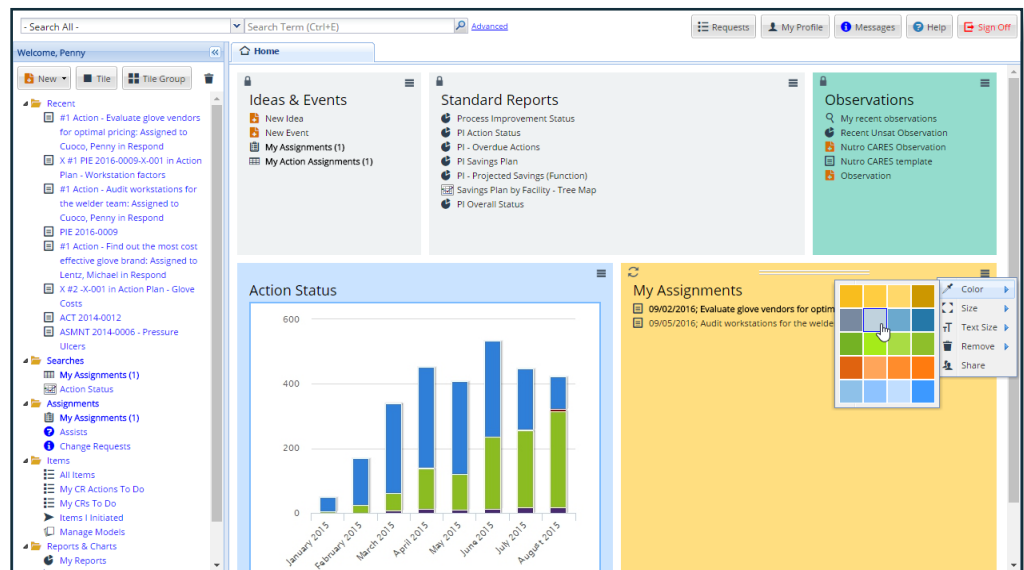 - Search All -
Search Term (Ctrl+E)
Advanced
Requests
My Profile
Messages
Help
Sign Off
Welcome, Penny
Home
New
Tile
Tile Group
Recent
#1 Action - Evaluate glove vendors
for optimal pricing: Assigned to
Cuoco, Penny in Respond
X #1 PIE 2016-0009-X-001 in Action
Plan - Workstation factors
#1 Action - Audit workstations for
the welder team: Assigned to
Cuoco, Penny in Respond
PIE 2016-0009
#1 Action - Find out the most cost
effective glove brand: Assigned to
Lentz, Michael in Respond
X #2 -X-001 in Action Plan - Glove
Costs
ACT 2014-0012
ASMNT 2014-0006 - Pressure
Ulcers
Searches
My Assignments (1)
Action Status
Assignments
My Assignments (1)
Assists
Change Requests
Items
All Items
My CR Actions To Do
My CRs To Do
Items I Initiated
Manage Models
Reports & Charts
My Reports
Ideas & Events
New Idea
New Event
My Assignments (1)
My Action Assignments (1)
Standard Reports
Process Improvement Status
PI Action Status
PI - Overdue Actions
PI Savings Plan
PI - Projected Savings (Function)
Savings Plan by Facility - Tree Map
PI Overall Status
Observations
My recent observations
Recent Unsat Observation
Nutro CARES Observation
Nutro CARES template
Observation
Action Status
600
400
200
0
January 2015
February 2015
March 2015
April 2015
May 2015
June 2015
July 2015
August 2015
My Assignments
09/02/2016; Evaluate glove vendors for optim
09/05/2016; Audit workstations for the welde
Color
Size
Text Size
Remove
Share